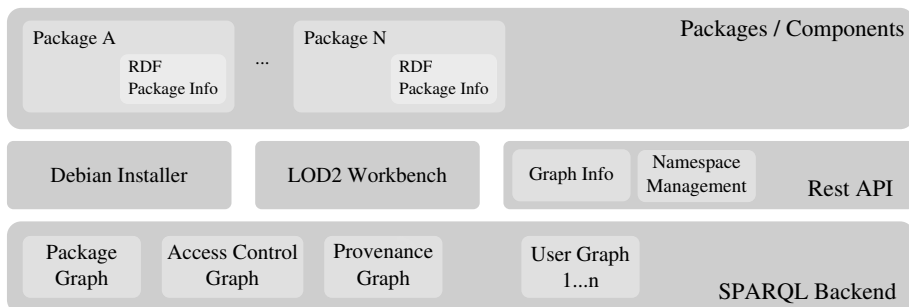 Packages / Components
Package A
RDF
Package Info
...
Package N
RDF
Package Info
Debian Installer
LOD2 Workbench
Graph Info
Namespace
Management
Rest API
Package
Graph
Access Control
Graph
Provenance
Graph
User Graph
1...n
SPARQL Backend